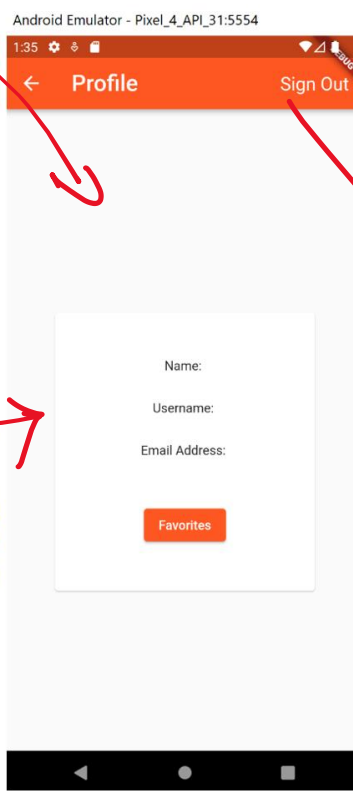 Android Emulator - Pixel_4_API_31:5554
1:35
Profile
Sign Out
Name:
Username:
Email Address:
Favorites